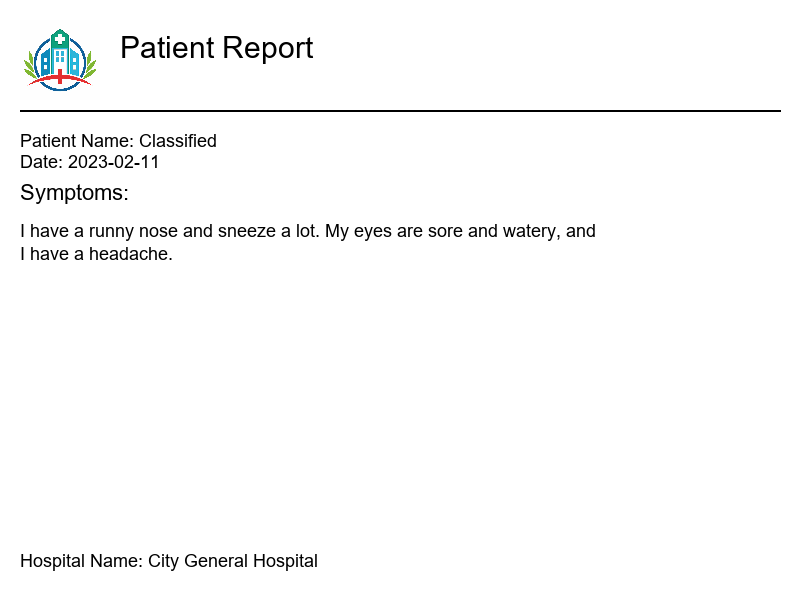 Patient Report
Patient Name: Classified
Date: 2023-02-11
Symptoms:
I have a runny nose and sneeze a lot. My eyes are sore and watery, and
I have a headache.
Hospital Name: City General Hospital